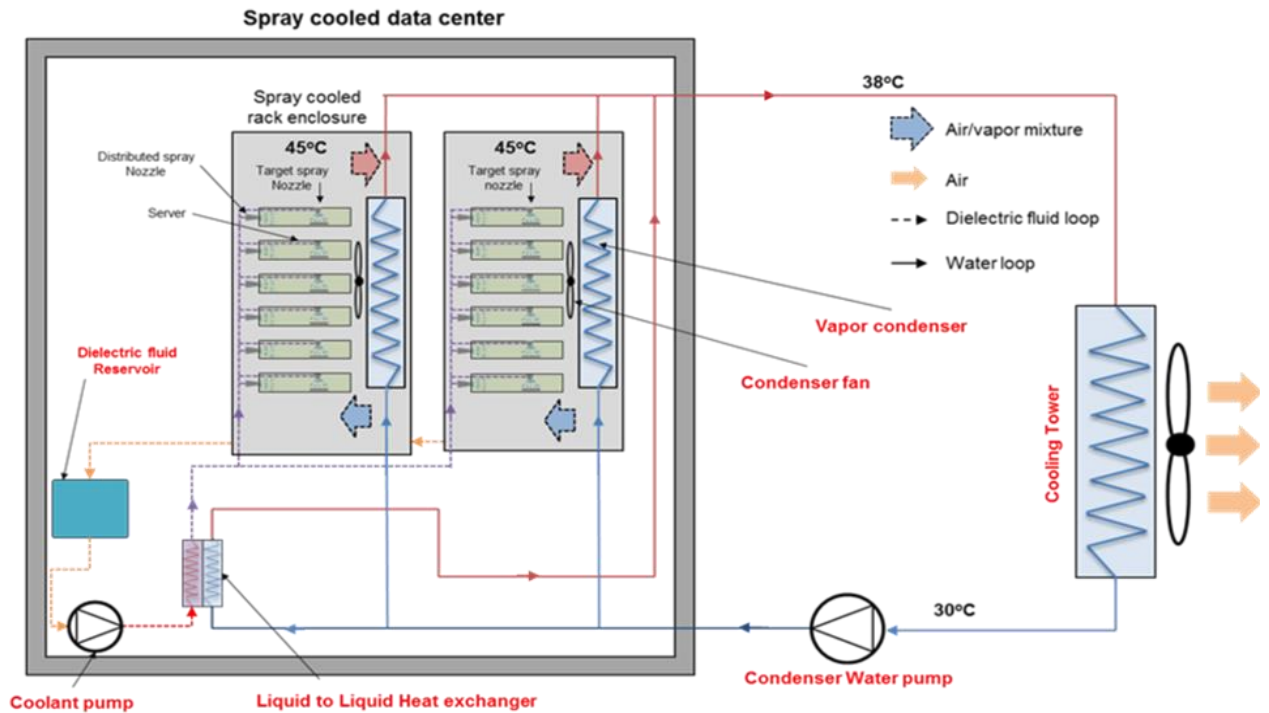 Spray cooled data center
38°C
Spray cooled
rack enclosure
45°C
45°C
Distributed spray
Nozzle
Target spray
Nozzle
Target spray
nozzle
Server
Air/vapor mixture
Air
Dielectric fluid loop
Water loop
Vapor condenser
Condenser fan
Dielectric fluid
Reservoir
Cooling Tower
30°C
Condenser Water pump
Coolant pump
Liquid to Liquid Heat exchanger